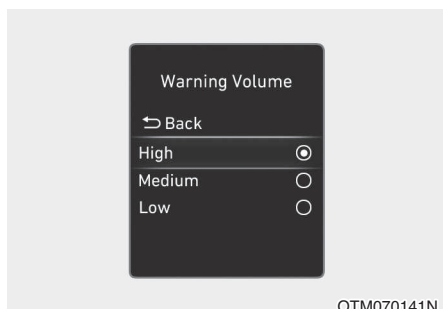 Warning Volume
Back
High
Medium
Low
OTM070141N